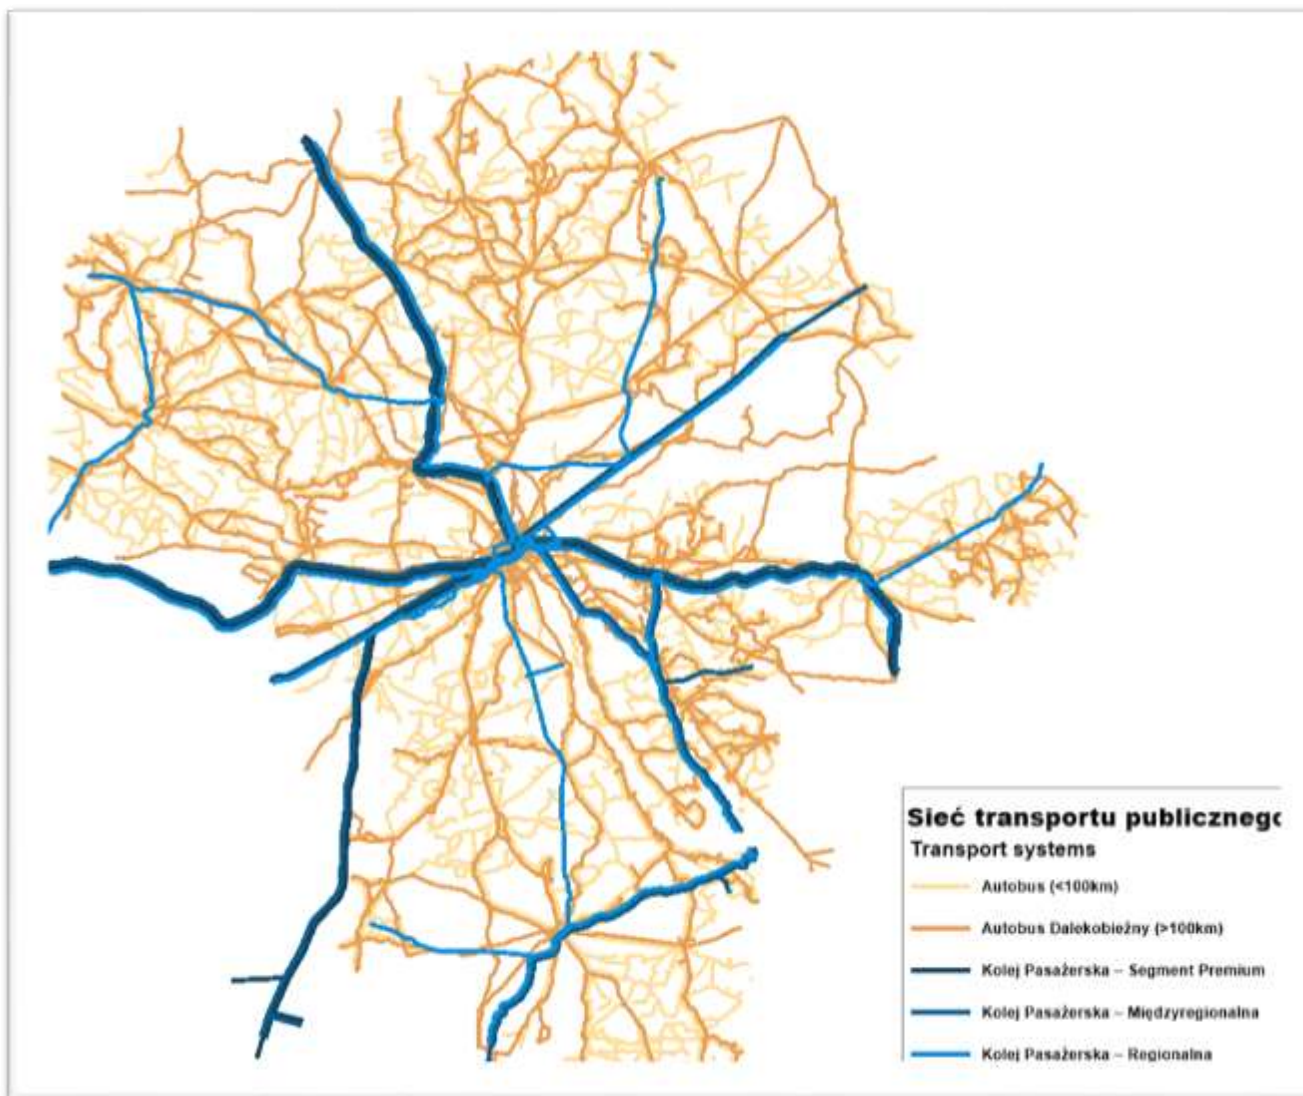 Sieć transportu publicznego
Transport systems
Autobus (<100km)
Autobus Dalekobieżny (>100km)
Kolej Pasażerska – Segment Premium
Kolej Pasażerska – Międzyregionalna
Kolej Pasażerska – Regionalna